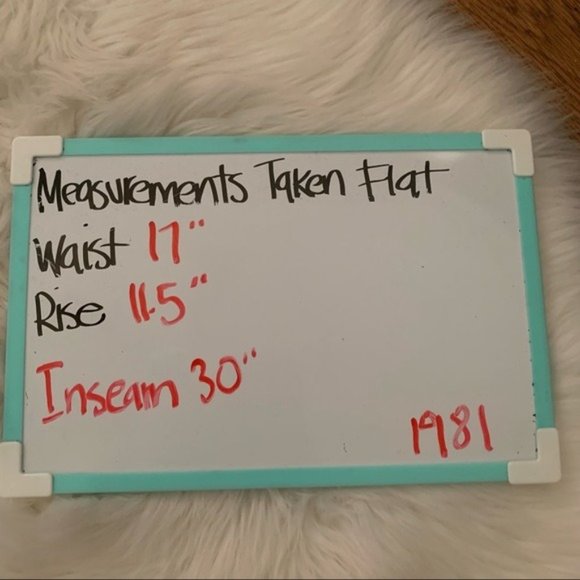 Measurements Taken Flat
Waist 17"
Rise 11.5"
Inseam 30"
1981